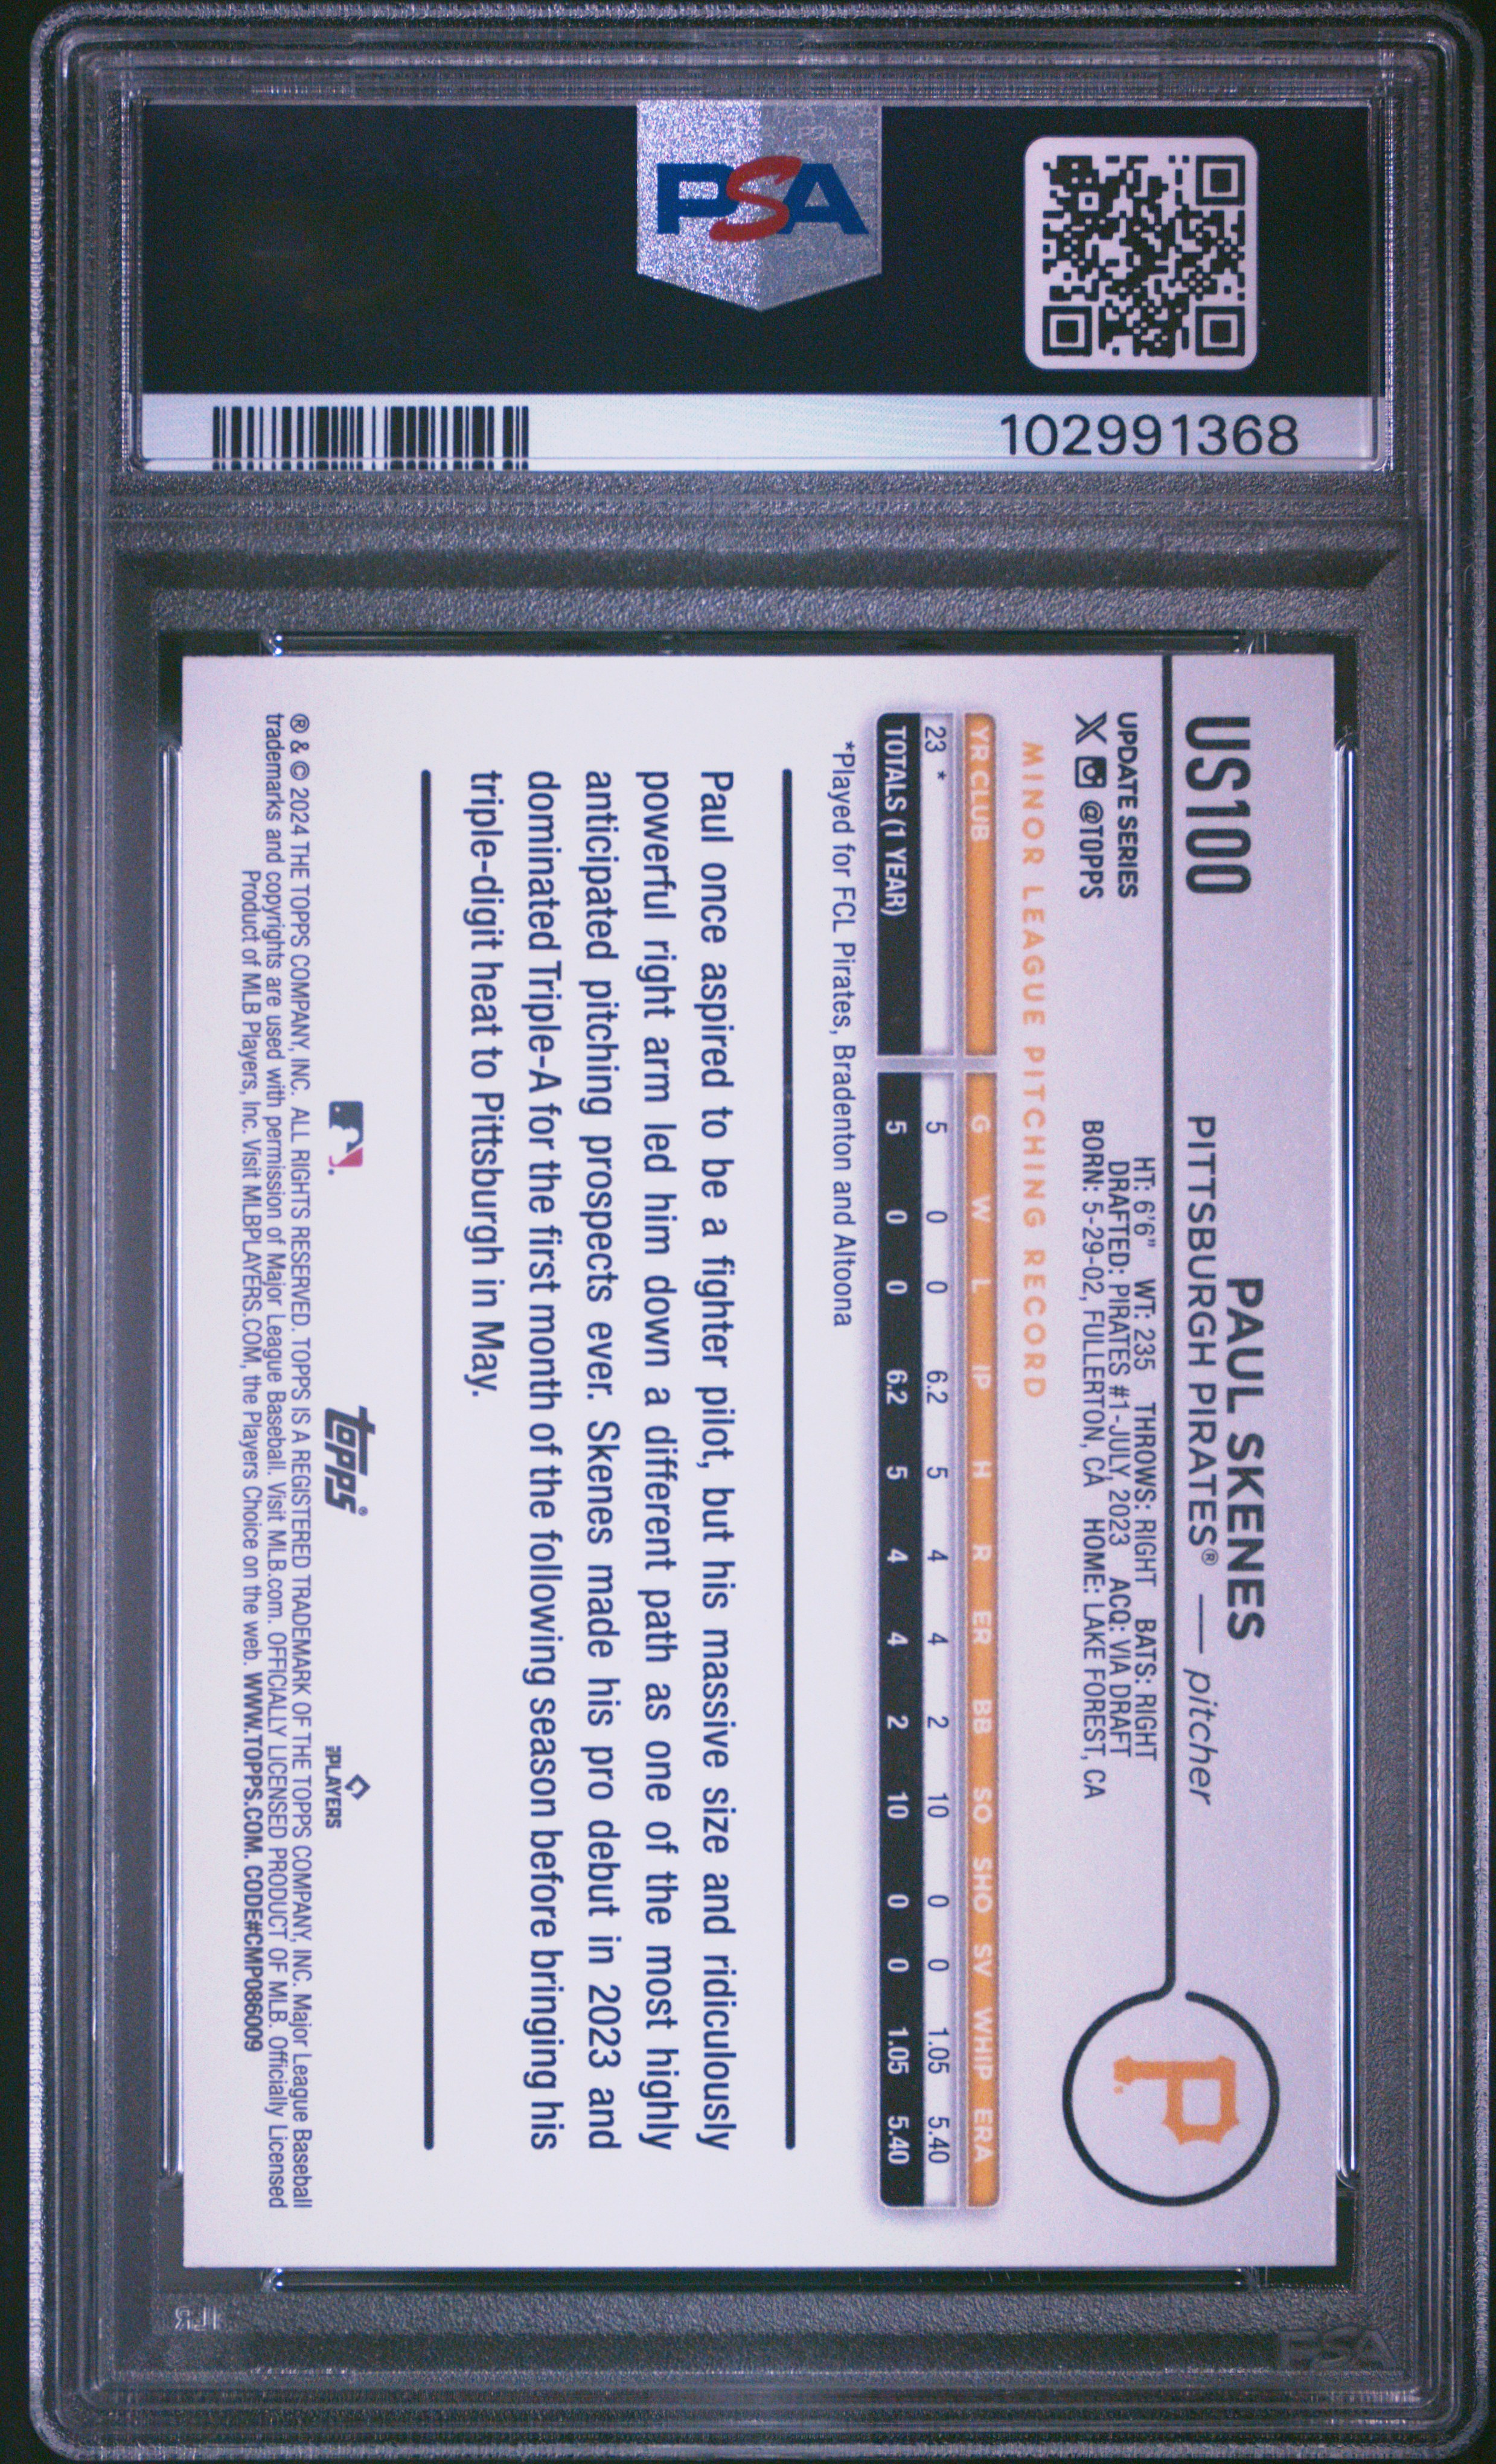 PSA
102991368
US100
PAUL SKENES
PITTSBURGH PIRATES® — pitcher
UPDATE SERIES
X @TOPPS
HT: 6'6" WT: 235 THROWS: RIGHT BATS: RIGHT
DRAFTED: PIRATES #1-JULY, 2023 ACQ: VIA DRAFT
BORN: 5-29-02, FULLERTON, CA HOME: LAKE FOREST, CA
P
MINOR LEAGUE PITCHING RECORD
YR CLUB G W L IP H R ER BB SO SHO SV WHIP ERA
23 * 5 0 0 6.2 5 4 4 2 10 0 0 1.05 5.40
TOTALS (1 YEAR) 5 0 0 6.2 5 4 4 2 10 0 0 1.05 5.40
*Played for FCL Pirates, Bradenton and Altoona
Paul once aspired to be a fighter pilot, but his massive size and ridiculously
powerful right arm led him down a different path as one of the most highly
anticipated pitching prospects ever. Skenes made his pro debut in 2023 and
dominated Triple-A for the first month of the following season before bringing his
triple-digit heat to Pittsburgh in May.
topps®
PLAYERS
® & © 2024 THE TOPPS COMPANY, INC. ALL RIGHTS RESERVED. TOPPS IS A REGISTERED TRADEMARK OF THE TOPPS COMPANY, INC. Major League Baseball
trademarks and copyrights are used with permission of Major League Baseball. Visit MLB.com. OFFICIALLY LICENSED PRODUCT OF MLB. Officially Licensed
Product of MLB Players, Inc. Visit MLBPLAYERS.COM, the Players Choice on the web. WWW.TOPPS.COM. CODE#CMP086009
PSA